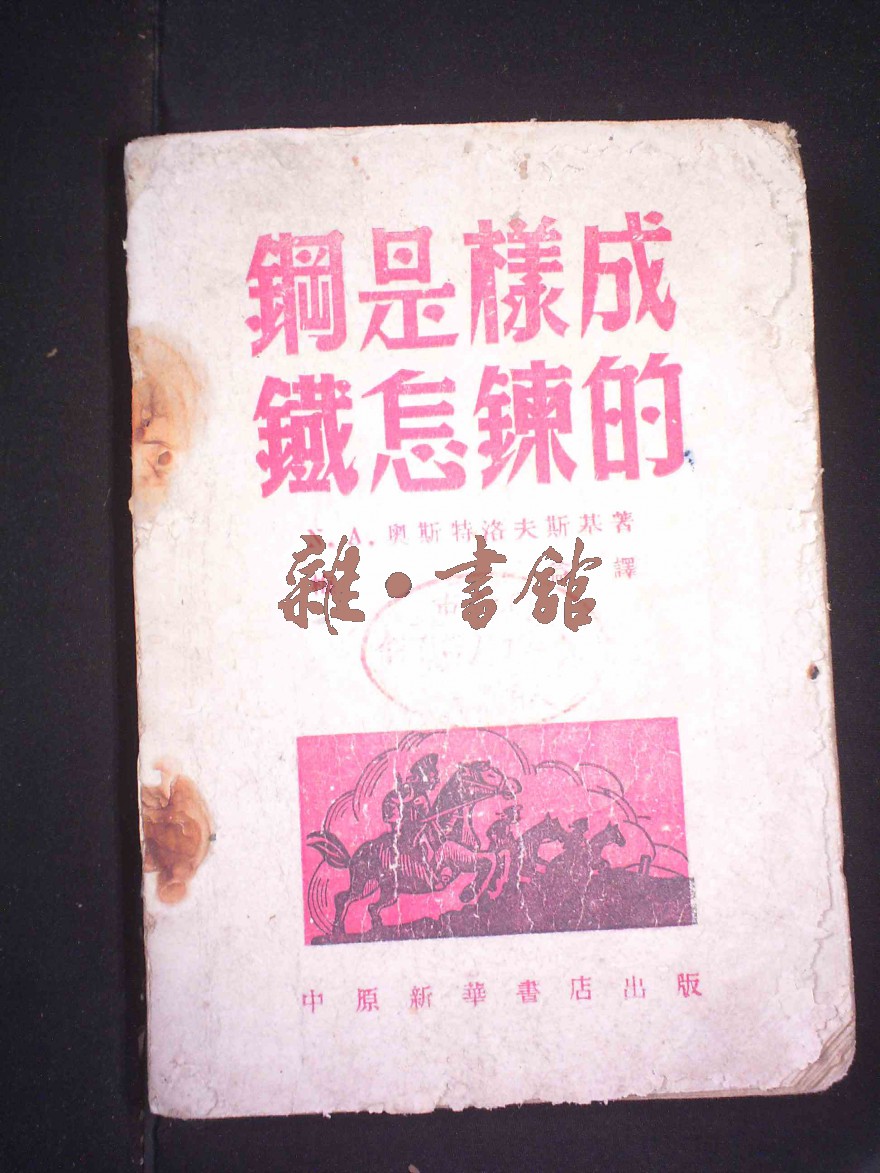 鋼是樣成
鐵怎鍊的
N. A. 奧斯特洛夫斯基著
譯
雜·書館
中原新華書店出版